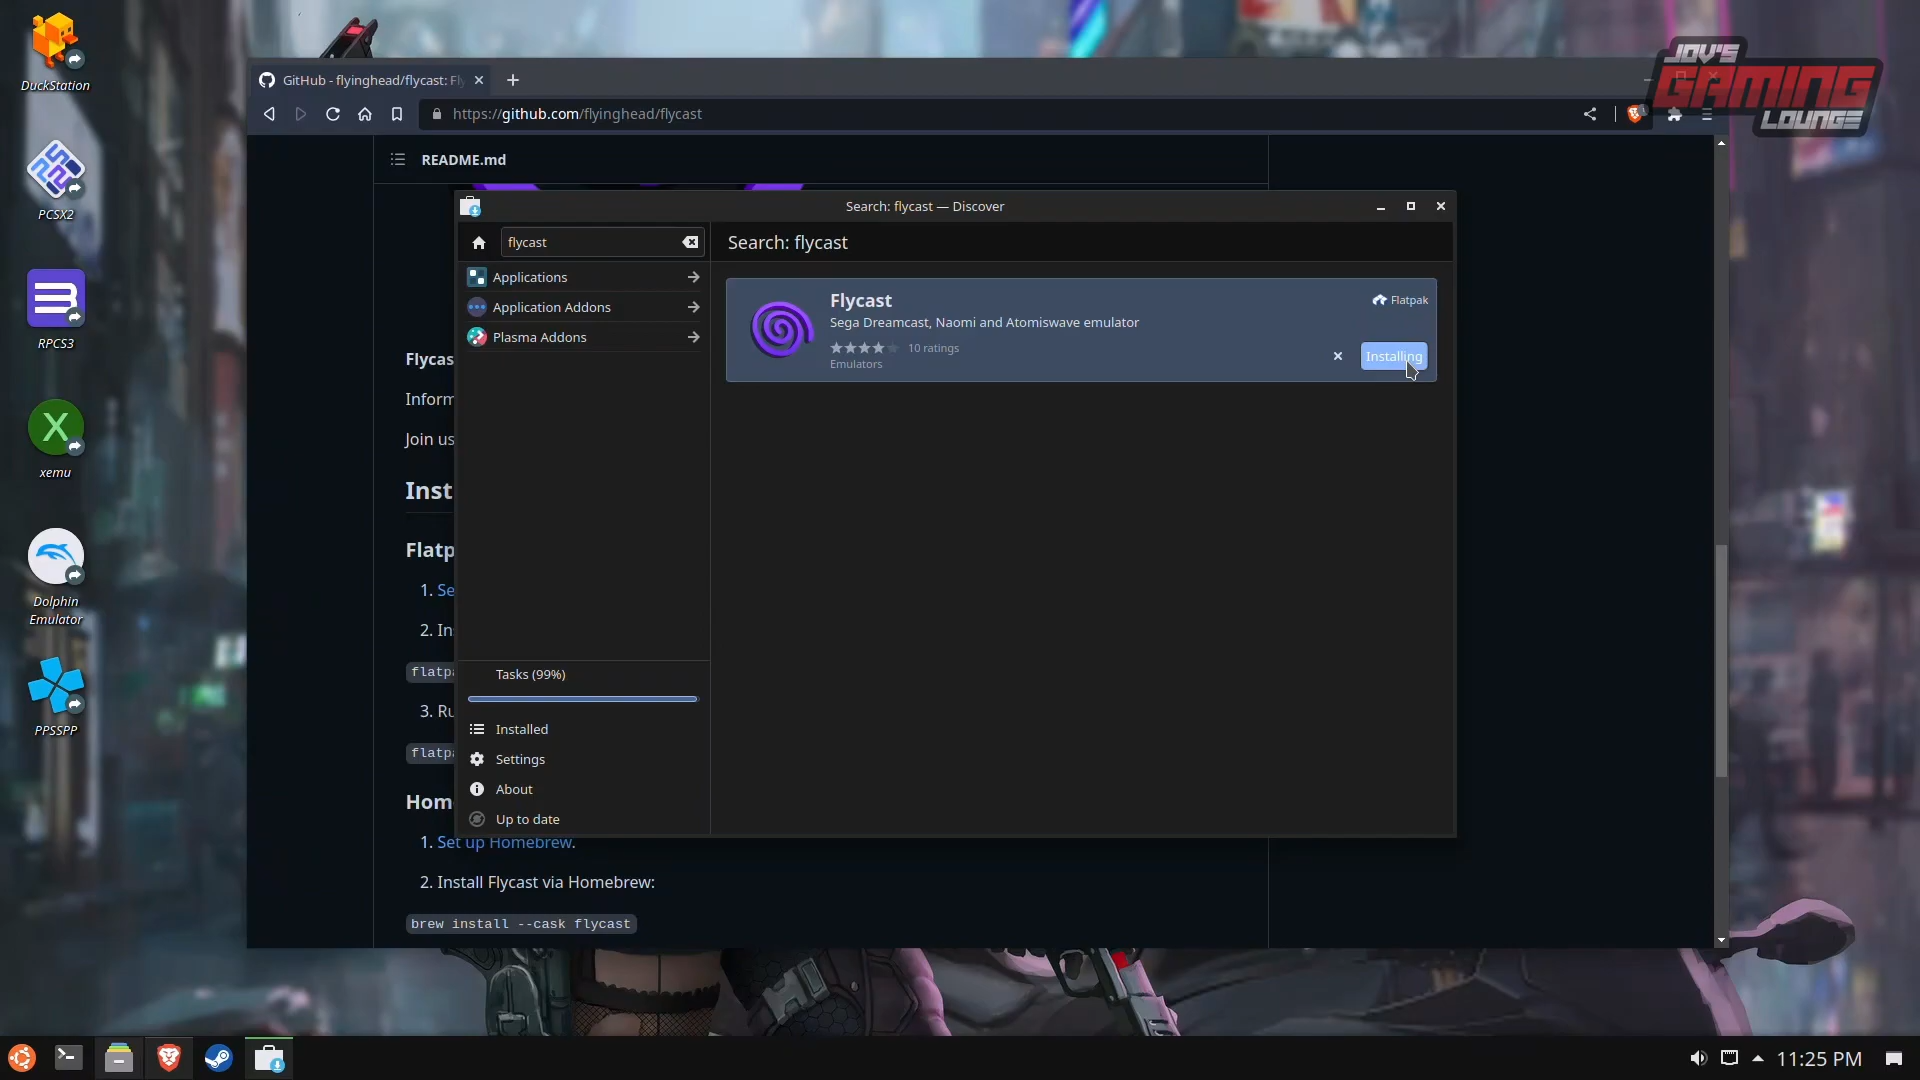 DuckStation
PCSX2
RPCS3
xemu
Dolphin
Emulator
PPSSPP
JOV'S
GAMING
LOUNGE
GitHub - flyinghead/flycast: Fl
https://github.com/flyinghead/flycast
README.md
Flycas
Inform
Join us
Inst
Flatp
1. Se
2. In
flatpa
3. Ru
flatpa
Hom
1. Set up Homebrew.
2. Install Flycast via Homebrew:
brew install --cask flycast
Search: flycast — Discover
flycast
Search: flycast
Applications
Application Addons
Plasma Addons
Flycast
Flatpak
Sega Dreamcast, Naomi and Atomiswave emulator
10 ratings
Emulators
Installing
Tasks (99%)
Installed
Settings
About
Up to date
11:25 PM